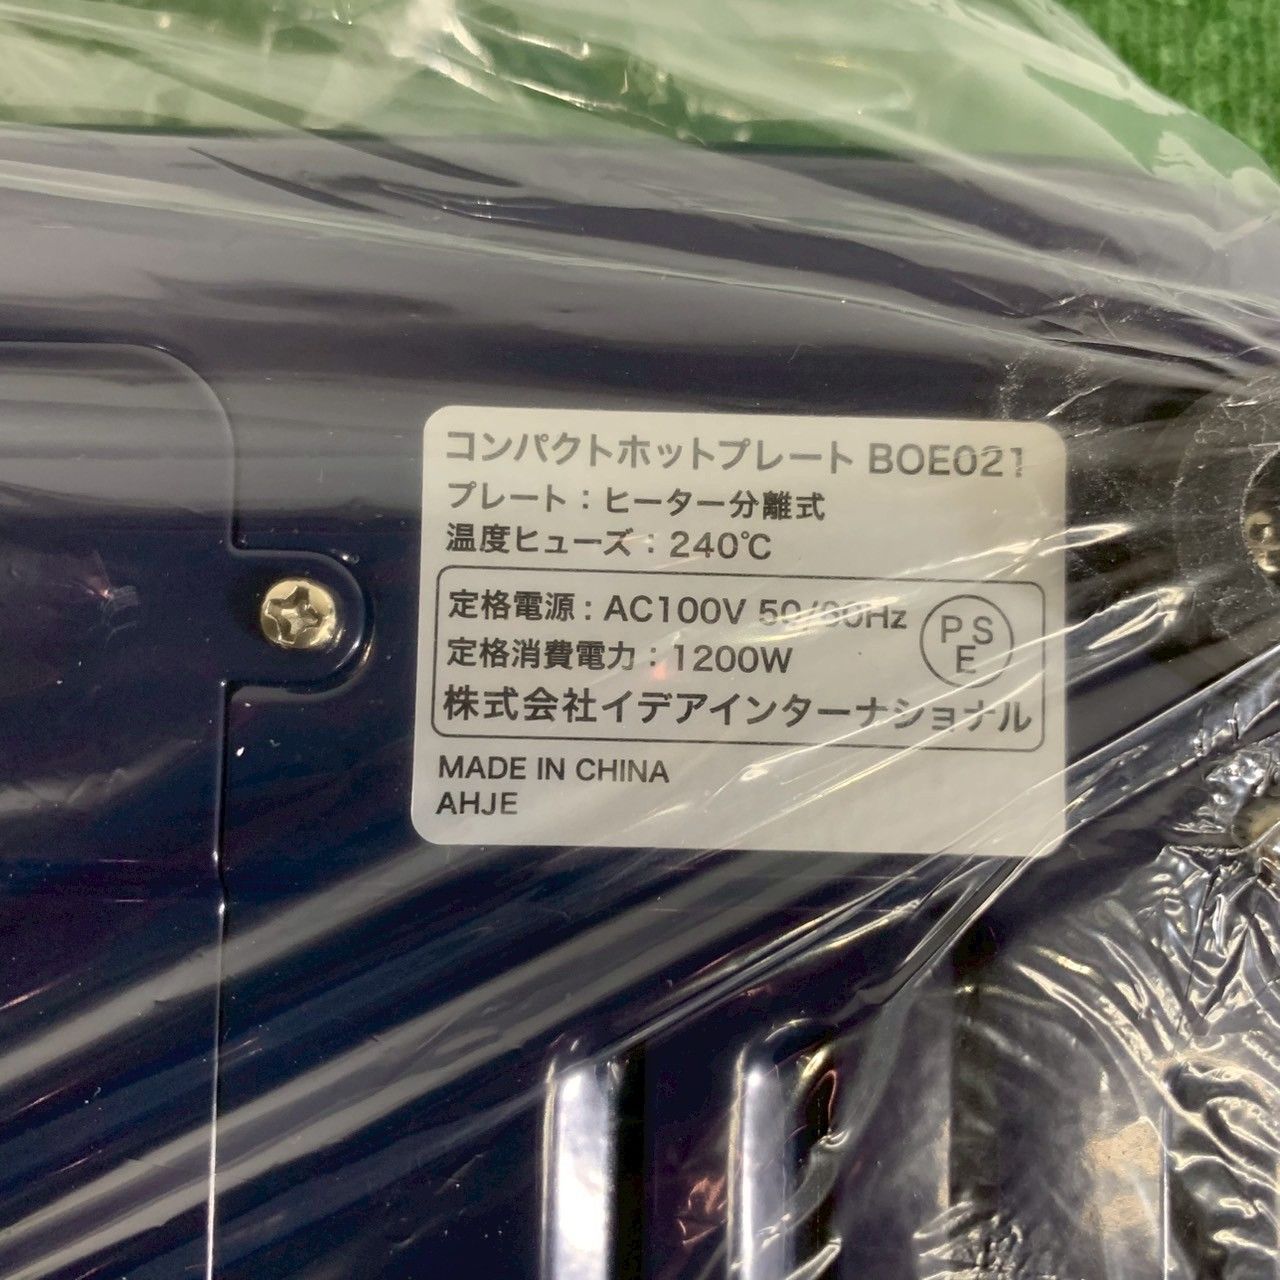 コンパクトホットプレート BOE021
プレート：ヒーター分離式
温度ヒューズ：240℃
定格電源：AC100V 50/60Hz
定格消費電力：1200W
PSE
株式会社イデアインターナショナル
MADE IN CHINA
AHJE